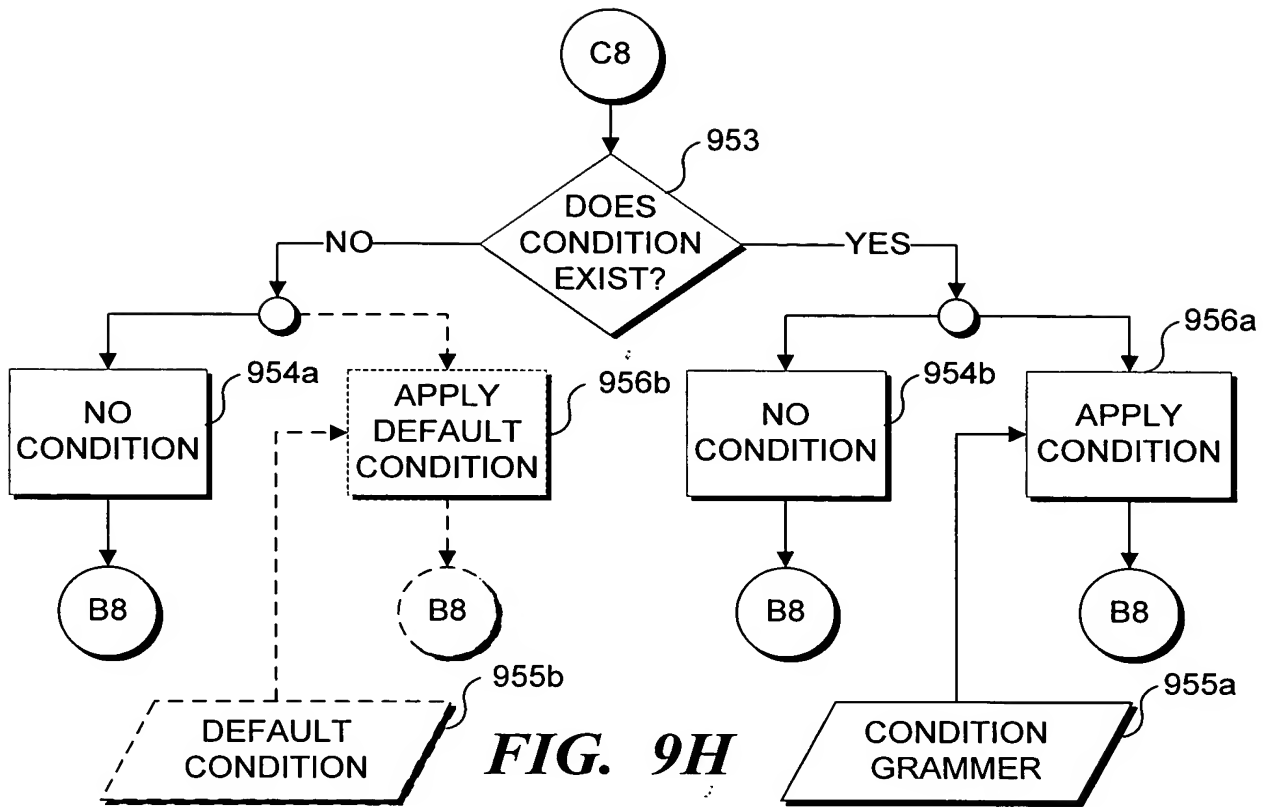 C8
953
DOES
CONDITION
EXIST?
NO
YES
954a
956b
954b
956a
NO
CONDITION
APPLY
DEFAULT
CONDITION
NO
CONDITION
APPLY
CONDITION
B8
B8
B8
B8
955b
955a
DEFAULT
CONDITION
FIG. 9H
CONDITION
GRAMMER